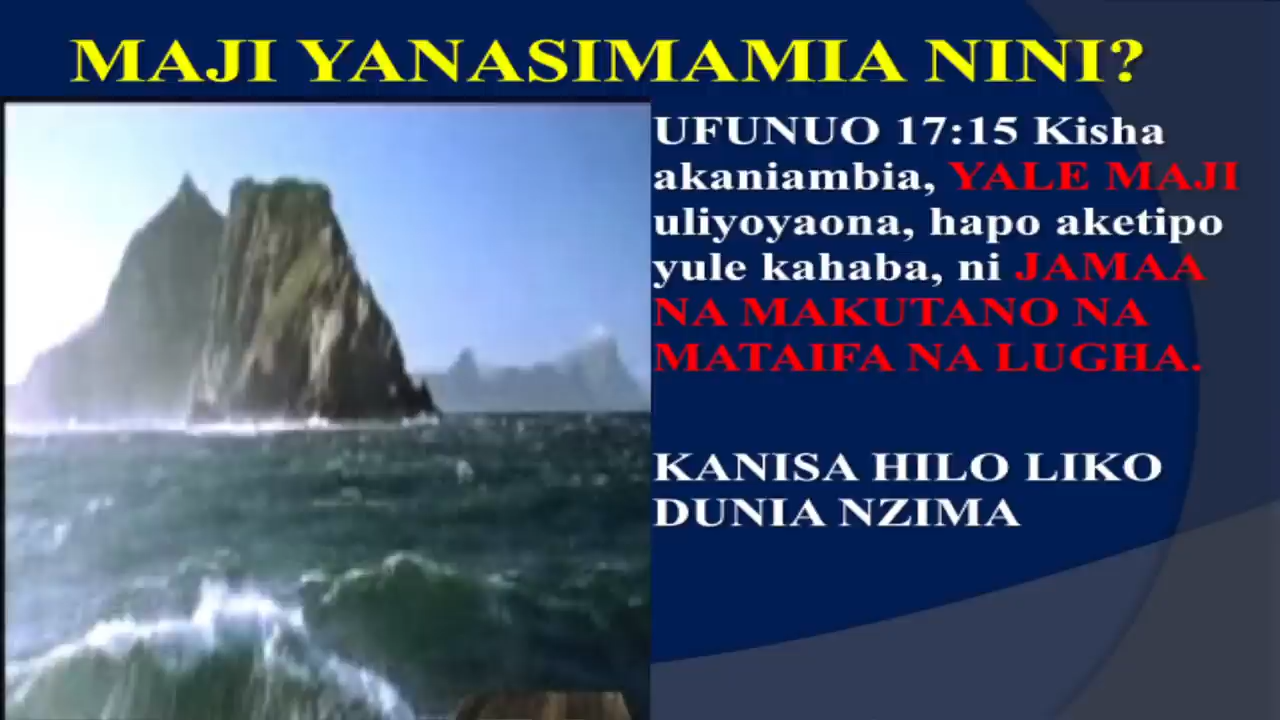 MAJI YANASIMAMIA NINI?
UFUNUO 17:15 Kisha
akaniambia, YALE MAJI
uliyoyaona, hapo aketipo
yule kahaba, ni JAMAA
NA MAKUTANO NA
MATAIFA NA LUGHA.
KANISA HILO LIKO
DUNIA NZIMA